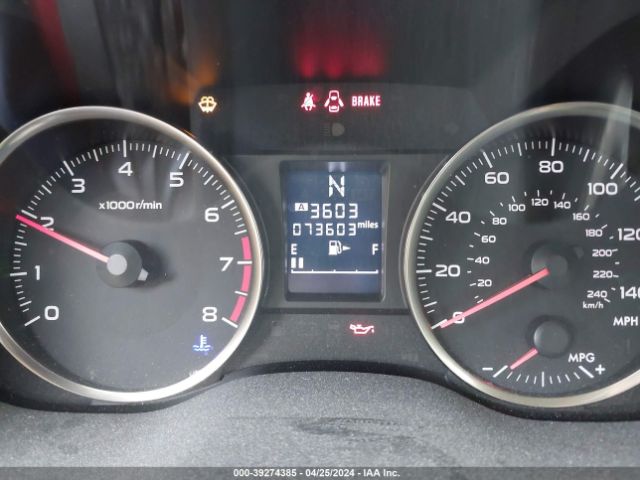 BRAKE
x1000r/min
0 1 2 3 4 5 6 7 8
N
A 3603
073603 miles
E F
0 20 40 60 80 100 120 140
20 40 60 80 100 120 140 160 180 200 220 240
km/h
MPH
MPG
- +
000-39274385 - 04/25/2024 - IAA Inc.